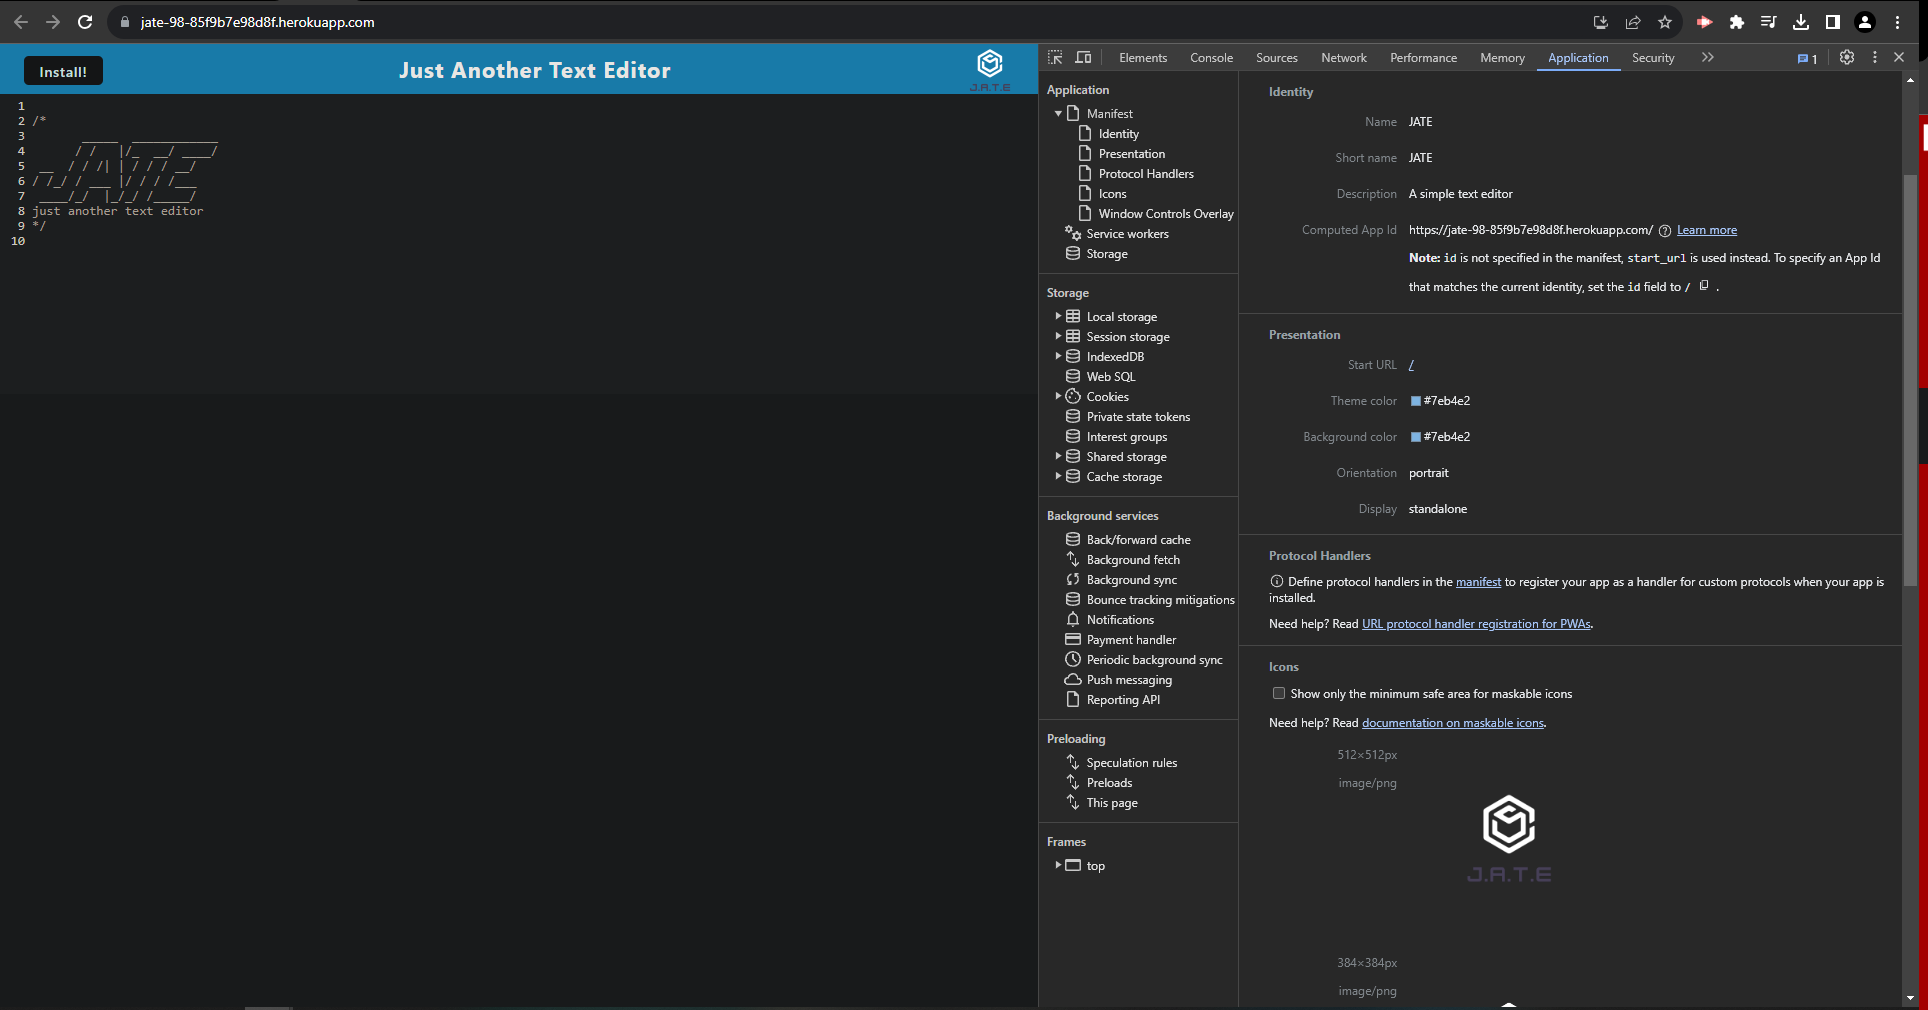 jate-98-85f9b7e98d8f.herokuapp.com
Install!
Just Another Text Editor
J.A.T.E
1
2 /*
3      _____  ____________
4      / /   |/_  __/ ____/
5 __  / / /| | / / / __/
6 / /_/ / ___ |/ / / /___
7 ____/_/  |_/_/ /_____/
8 just another text editor
9 */
10
Elements Console Sources Network Performance Memory Application Security 1
Application
Manifest
Identity
Presentation
Protocol Handlers
Icons
Window Controls Overlay
Service workers
Storage
Storage
Local storage
Session storage
IndexedDB
Web SQL
Cookies
Private state tokens
Interest groups
Shared storage
Cache storage
Background services
Back/forward cache
Background fetch
Background sync
Bounce tracking mitigations
Notifications
Payment handler
Periodic background sync
Push messaging
Reporting API
Preloading
Speculation rules
Preloads
This page
Frames
top
Identity
Name JATE
Short name JATE
Description A simple text editor
Computed App Id https://jate-98-85f9b7e98d8f.herokuapp.com/ Learn more
Note: id is not specified in the manifest, start_url is used instead. To specify an App Id
that matches the current identity, set the id field to / .
Presentation
Start URL /
Theme color #7eb4e2
Background color #7eb4e2
Orientation portrait
Display standalone
Protocol Handlers
Define protocol handlers in the manifest to register your app as a handler for custom protocols when your app is
installed.
Need help? Read URL protocol handler registration for PWAs.
Icons
Show only the minimum safe area for maskable icons
Need help? Read documentation on maskable icons.
512×512px
image/png
J.A.T.E
384×384px
image/png